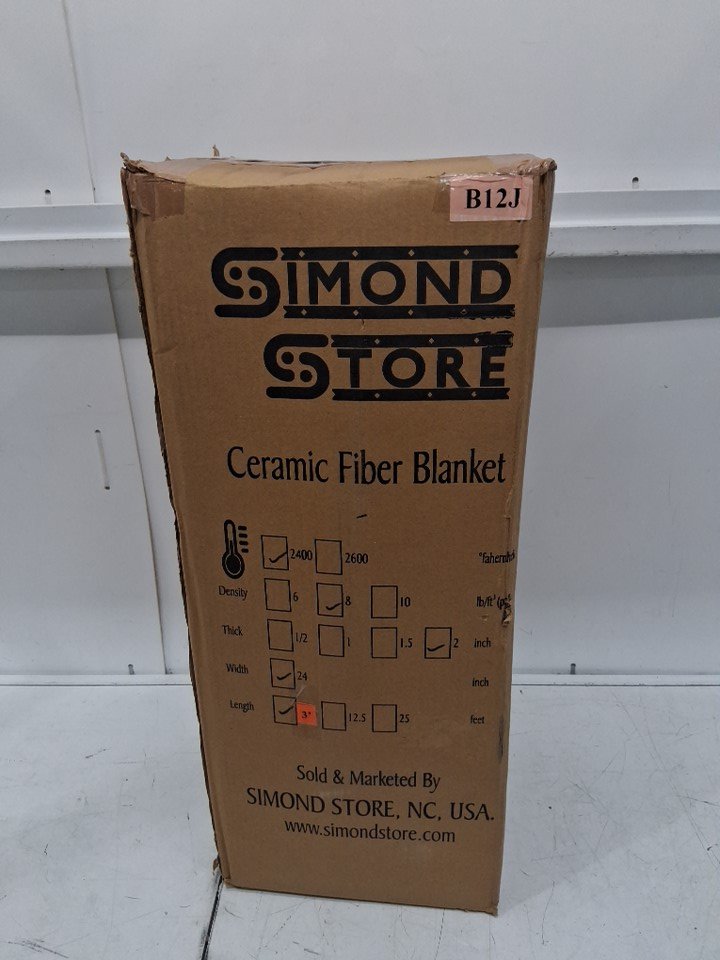 B12J
SIMOND
STORE
Ceramic Fiber Blanket
2400 2600
Density 6 8 10 lb/ft³
Thick 1/2 1 1.5 2 inch
Width 24 inch
Length 3" 12.5 25 feet
Sold & Marketed By
SIMOND STORE, NC, USA.
www.simondstore.com